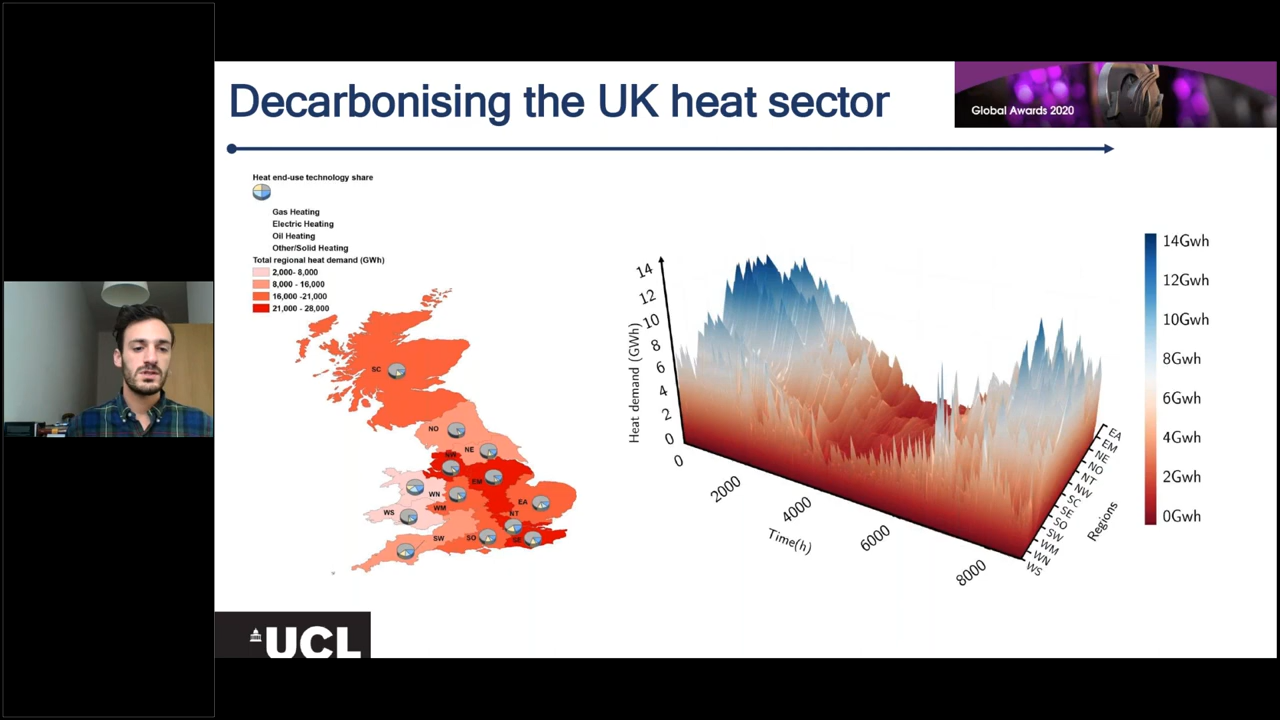 Decarbonising the UK heat sector
Global Awards 2020
Heat end-use technology share
Gas Heating
Electric Heating
Oil Heating
Other/Solid Heating
Total regional heat demand (GWh)
2,000- 8,000
8,000 - 16,000
16,000 -21,000
21,000 - 28,000
SC
NO
NE
NW
EM
WN
WM
EA
WS
NT
SW
SO
SE
Heat demand (GWh)
14
12
10
8
6
4
2
0
0
2000
4000
6000
8000
Time(h)
EA
EM
NE
NO
NT
NW
SC
SE
SO
SW
WM
WN
WS
Regions
14Gwh
12Gwh
10Gwh
8Gwh
6Gwh
4Gwh
2Gwh
0Gwh
UCL